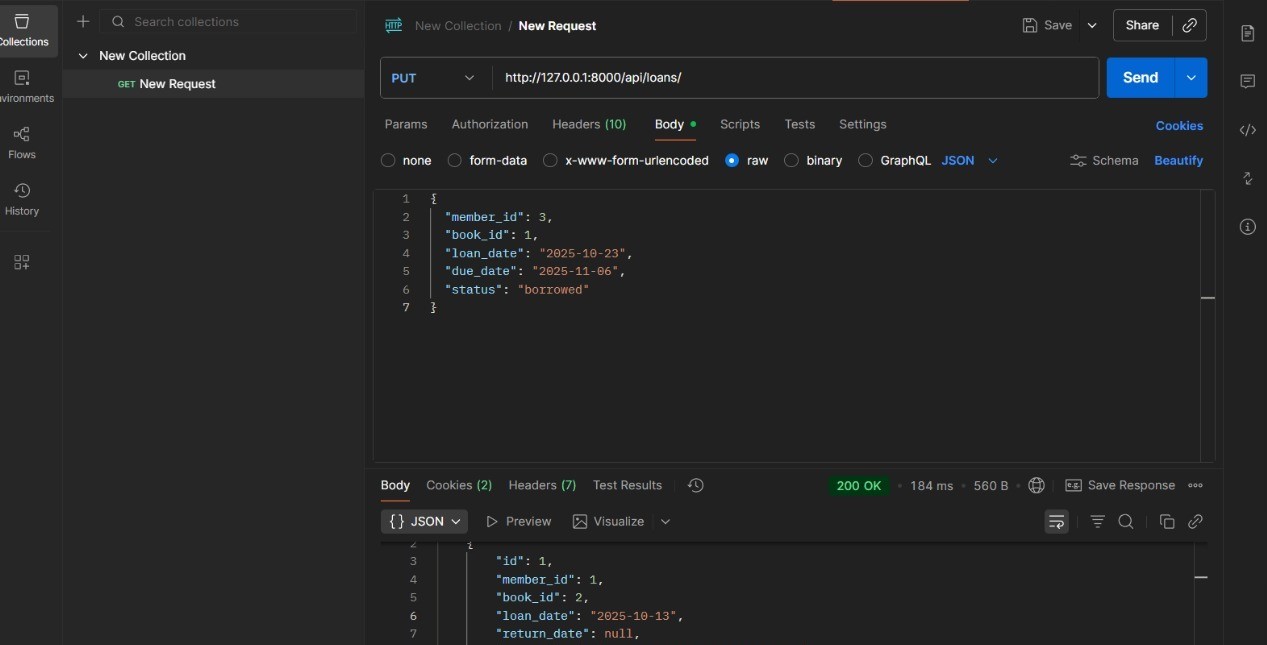 Search collections
New Collection / New Request
Save
Share
Collections
New Collection
GET New Request
PUT
http://127.0.0.1:8000/api/loans/
Send
Flows
History
Params Authorization Headers (10) Body Scripts Tests Settings
Cookies
none form-data x-www-form-urlencoded raw binary GraphQL JSON
Schema Beautify
1 {
2 "member_id": 3,
3 "book_id": 1,
4 "loan_date": "2025-10-23",
5 "due_date": "2025-11-06",
6 "status": "borrowed"
7 }
Body Cookies (2) Headers (7) Test Results
200 OK • 184 ms • 560 B •
e.g. Save Response
{} JSON Preview Visualize
2 {
3 "id": 1,
4 "member_id": 1,
5 "book_id": 2,
6 "loan_date": "2025-10-13",
7 "return_date": null,